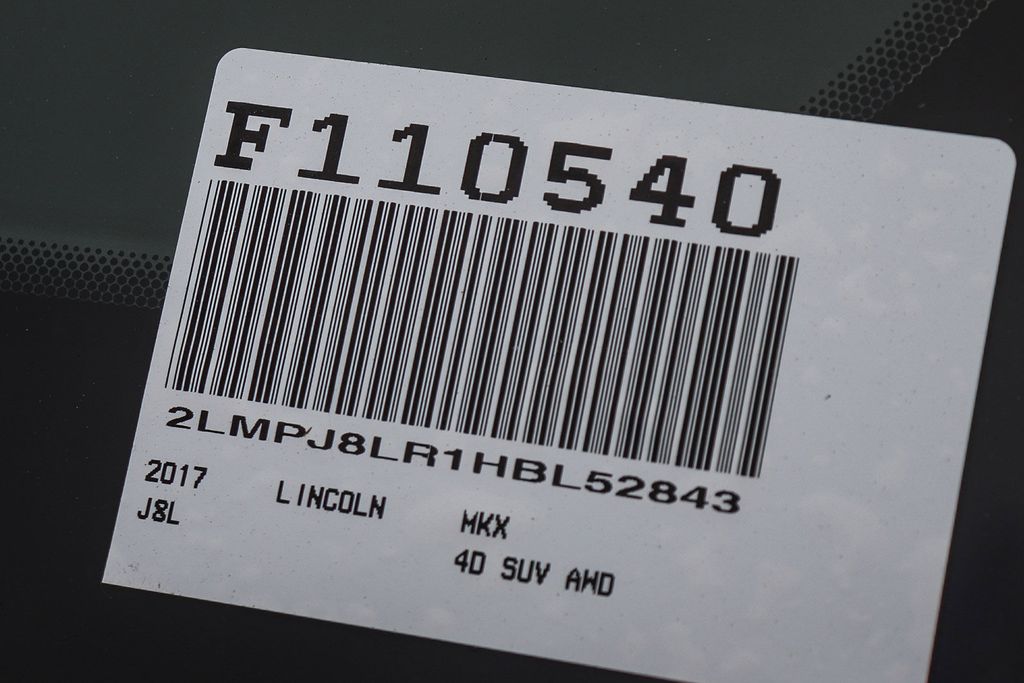 F110540
2LMPJ8LR1HBL52843
2017 LINCOLN MKX
J8L 4D SUV AWD